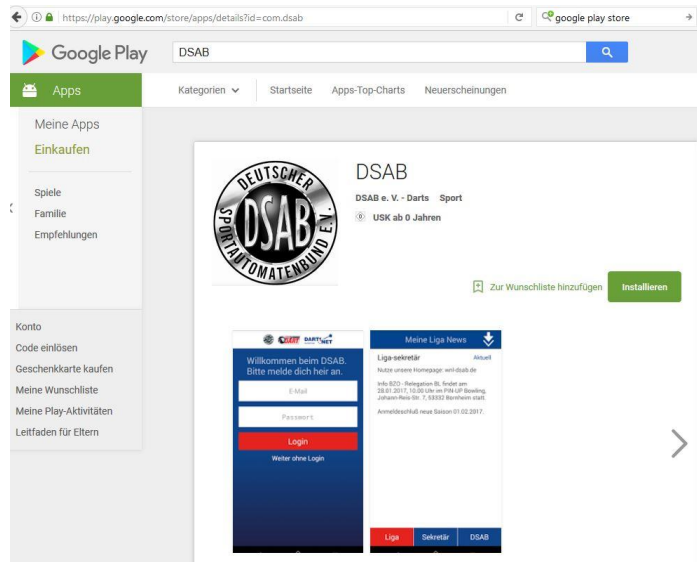 https://play.google.com/store/apps/details?id=com.dsab
google play store
Google Play
DSAB
Apps
Kategorien
Startseite
Apps-Top-Charts
Neuerscheinungen
Meine Apps
Einkaufen
Spiele
Familie
Empfehlungen
Konto
Code einlösen
Geschenkkarte kaufen
Meine Wunschliste
Meine Play-Aktivitäten
Leitfaden für Eltern
DEUTSCHER
DSAB
SPORTAUTOMATENBUND E.V.
DSAB
DSAB e. V. - Darts Sport
USK ab 0 Jahren
Zur Wunschliste hinzufügen
Installieren
DARTS NET
Willkommen beim DSAB.
Bitte melde dich heir an.
E-Mail
Passwort
Login
Weiter ohne Login
Meine Liga News
Liga-sekretär
Aktuell
Nutze unsere Homepage: wnl-dsab.de
Info BZO - Relegation BL findet am
28.01.2017, 10.00 Uhr im PIN-UP Bowling,
Johann-Reis-Str. 7, 53332 Bornheim statt.
Anmeldeschluß neue Saison 01.02.2017.
Liga
Sekretär
DSAB